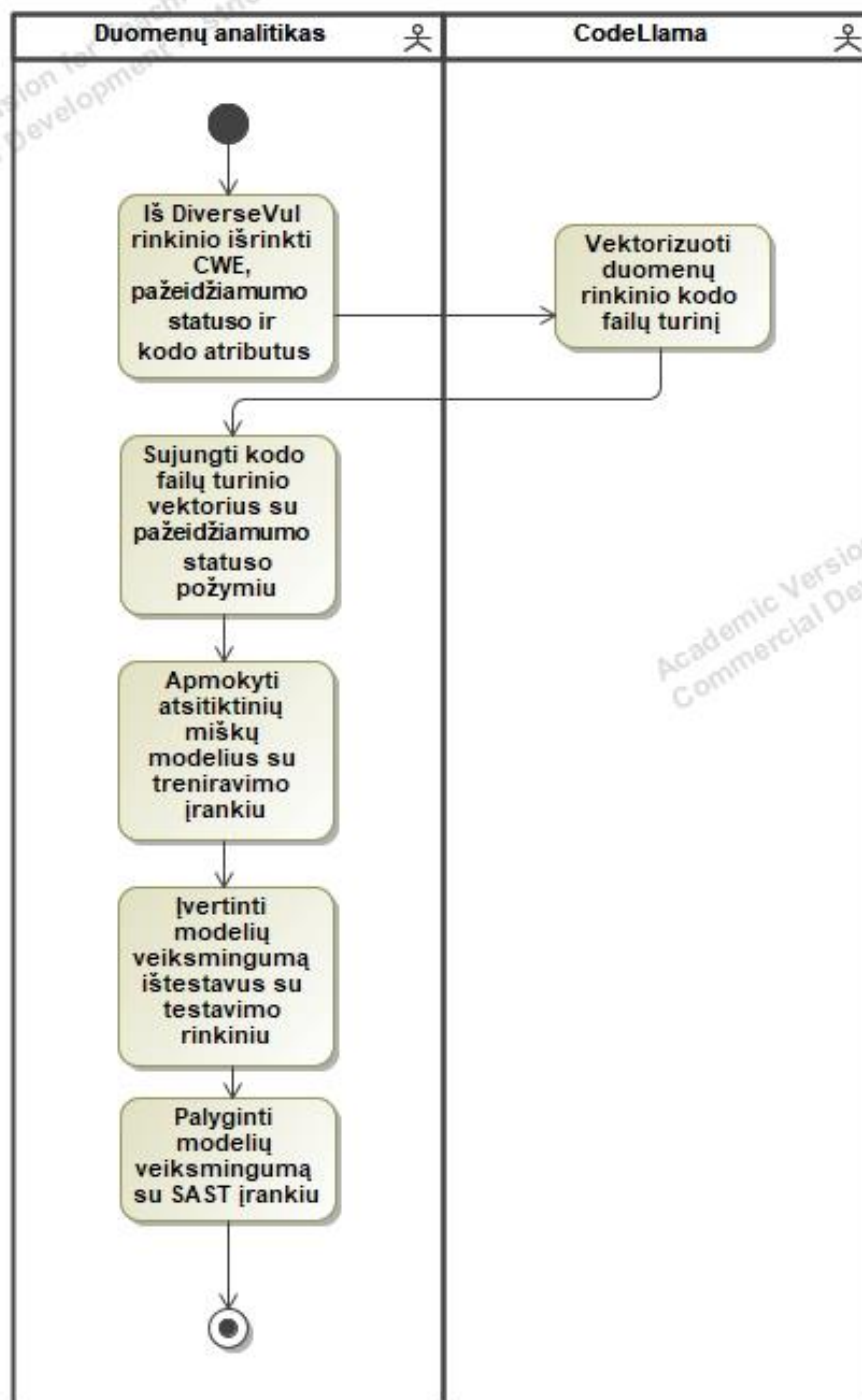 Duomenų analitikas
CodeLlama
Iš DiverseVul
rinkinio išrinkti
CWE,
pažeidžiamumo
statuso ir
kodo atributus
Vektorizuoti
duomenų
rinkinio kodo
failų turinį
Sujungti kodo
failų turinio
vektorius su
pažeidžiamumo
statuso
požymiu
Apmokyti
atsitiktinių
miškų
modelius su
treniravimo
įrankiu
Įvertinti
modelių
veiksmingumą
ištestavus su
testavimo
rinkiniu
Palyginti
modelių
veiksmingumą
su SAST įrankiu
Academic Version
Commercial
Development